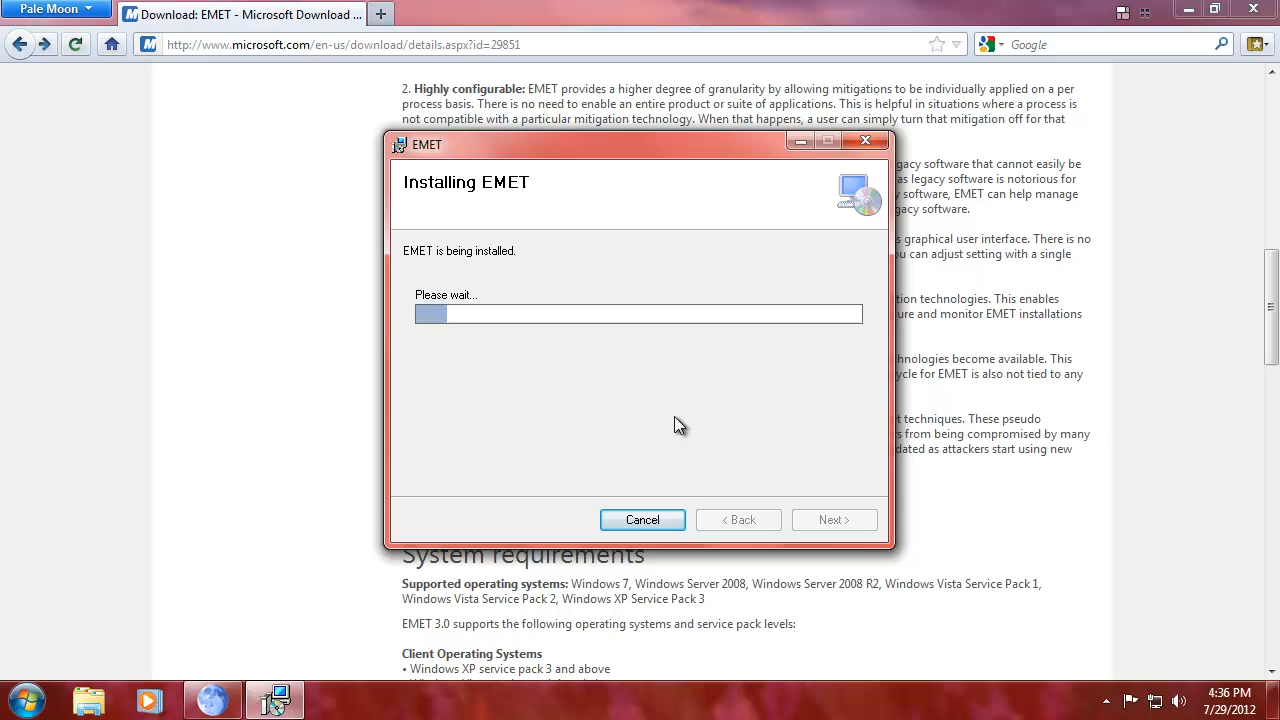 Pale Moon
Download: EMET - Microsoft Download ...
http://www.microsoft.com/en-us/download/details.aspx?id=29851
Google
2. Highly configurable: EMET provides a higher degree of granularity by allowing mitigations to be individually applied on a per
process basis. There is no need to enable an entire product or suite of applications. This is helpful in situations where a process is
not compatible with a particular mitigation technology. When that happens, a user can simply turn that mitigation off for that
EMET
Installing EMET
EMET is being installed.
Please wait...
Cancel
< Back
Next >
gacy software that cannot easily be
as legacy software is notorious for
y software, EMET can help manage
gacy software.
s graphical user interface. There is no
ou can adjust setting with a single
tion technologies. This enables
ure and monitor EMET installations
hnologies become available. This
ycle for EMET is also not tied to any
t techniques. These pseudo
s from being compromised by many
dated as attackers start using new
System requirements
Supported operating systems: Windows 7, Windows Server 2008, Windows Server 2008 R2, Windows Vista Service Pack 1,
Windows Vista Service Pack 2, Windows XP Service Pack 3
EMET 3.0 supports the following operating systems and service pack levels:
Client Operating Systems
• Windows XP service pack 3 and above
4:36 PM
7/29/2012